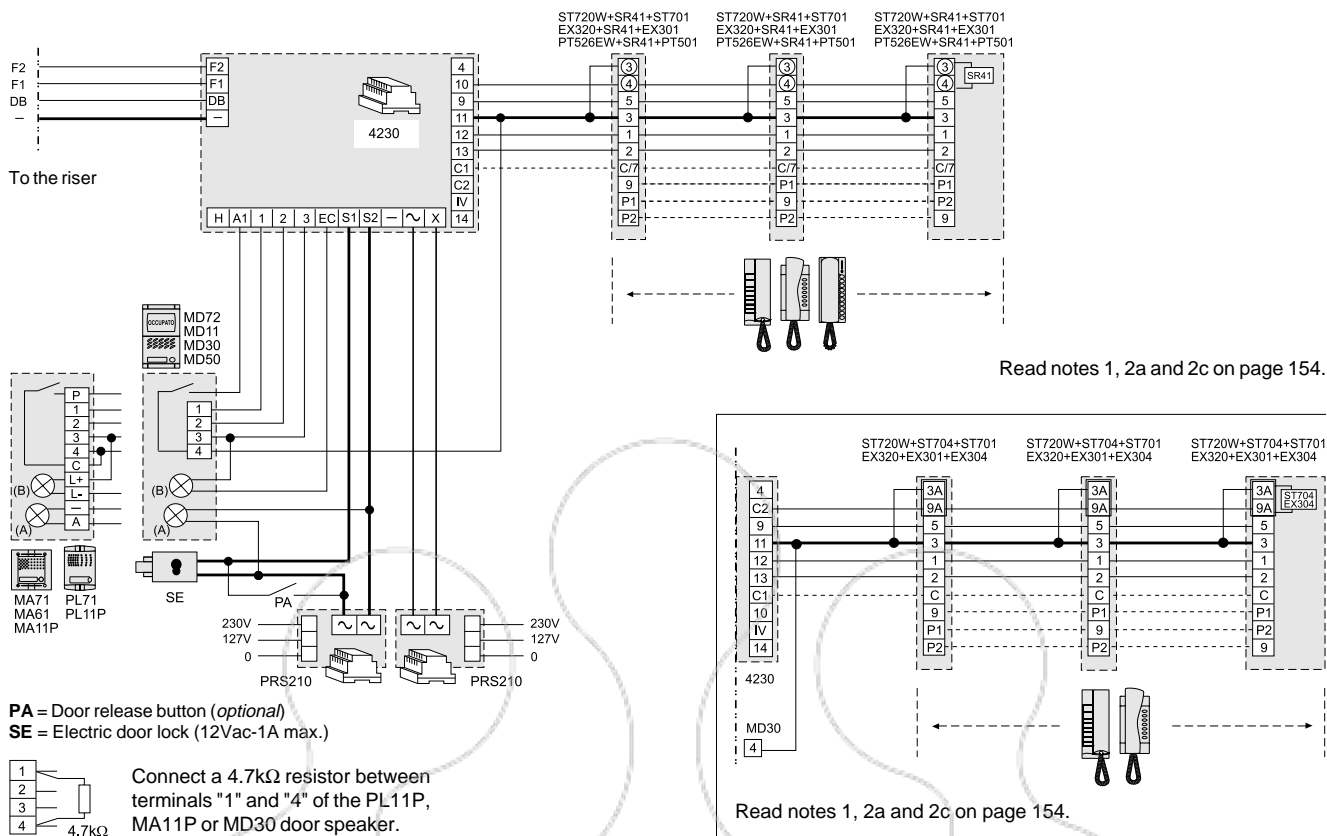 ST720W+SR41+ST701 ST720W+SR41+ST701 ST720W+SR41+ST701
EX320+SR41+EX301 EX320+SR41+EX301 EX320+SR41+EX301
PT526EW+SR41+PT501 PT526EW+SR41+PT501 PT526EW+SR41+PT501
F2 F2 4 3 3 3 SR41
F1 F1 10 4 4 4
DB DB 9 5 5 5
– – 11 3 3 3
4230
12 1 1 1
13 2 2 2
To the riser
C1 C/7 C/7 C/7
C2 9 P1 P1
IV P1 9 P2
H A1 1 2 3 EC S1 S2 – ~ X 14 P2 P2 9
OCCUPATO
MD72
MD11
MD30
MD50
Read notes 1, 2a and 2c on page 154.
P
1 1
2 2
3 3
4 4
C
L+
L-
–
A
(B) (B)
(A) (A)
MA71 PL71
MA61 PL11P
MA11P
SE
PA
230V ~ ~ ~ ~ 230V
127V 127V
0 0
PRS210 PRS210
PA = Door release button (optional)
SE = Electric door lock (12Vac-1A max.)
1
2
3
4
4.7kΩ
Connect a 4.7kΩ resistor between
terminals "1" and "4" of the PL11P,
MA11P or MD30 door speaker.
ST720W+ST704+ST701 ST720W+ST704+ST701 ST720W+ST704+ST701
EX320+EX301+EX304 EX320+EX301+EX304 EX320+EX301+EX304
4 3A 3A 3A ST704
C2 9A 9A 9A EX304
9 5 5 5
11 3 3 3
12 1 1 1
13 2 2 2
C1 C C C
10 9 P1 P1
IV P1 9 P2
14 P2 P2 9
4230
MD30
4
Read notes 1, 2a and 2c on page 154.